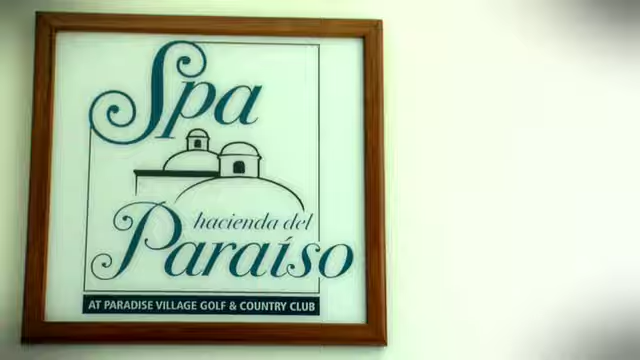 Spa
hacienda del
Paraíso
AT PARADISE VILLAGE GOLF & COUNTRY CLUB